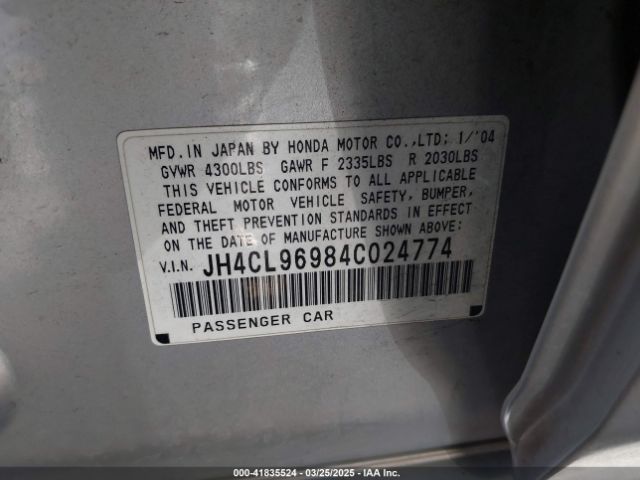 MFD. IN JAPAN BY HONDA MOTOR CO.,LTD; 1/'04
GVWR 4300LBS GAWR F 2335LBS R 2030LBS
THIS VEHICLE CONFORMS TO ALL APPLICABLE
FEDERAL MOTOR VEHICLE SAFETY, BUMPER,
AND THEFT PREVENTION STANDARDS IN EFFECT
ON THE DATE OF MANUFACTURE SHOWN ABOVE:
V.I.N. JH4CL96984C024774
PASSENGER CAR
000-41835524 — 03/25/2025 — IAA Inc.